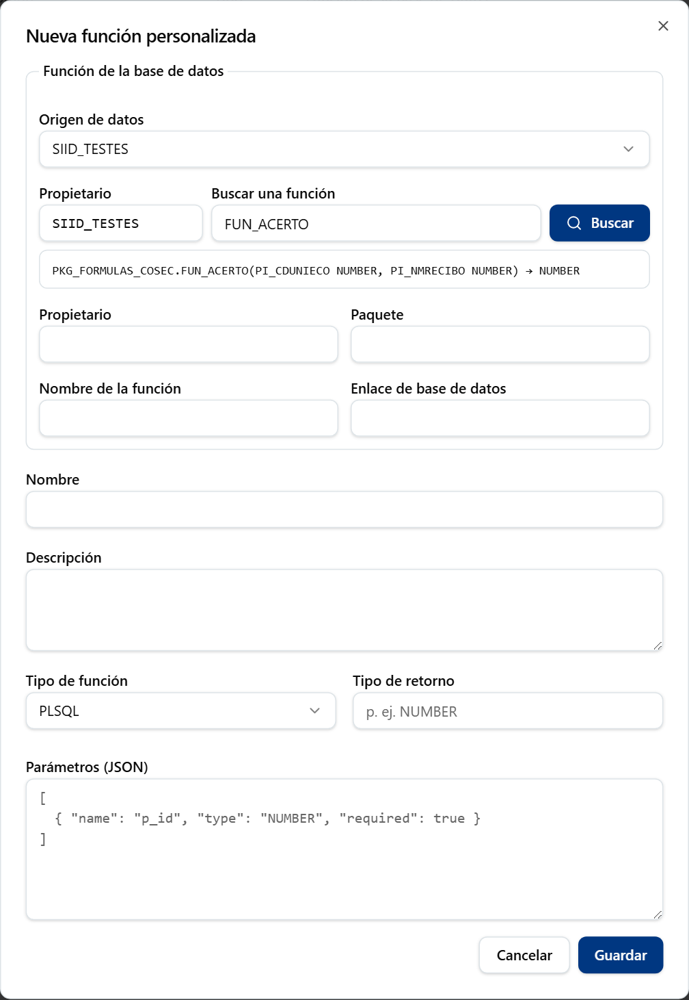 Nueva función personalizada
Función de la base de datos
Origen de datos
SIID_TESTES
Propietario
Buscar una función
SIID_TESTES
FUN_ACERTO
Buscar
PKG_FORMULAS_COSEC.FUN_ACERTO(PI_CDUNIECO NUMBER, PI_NMRECIBO NUMBER) → NUMBER
Propietario
Paquete
Nombre de la función
Enlace de base de datos
Nombre
Descripción
Tipo de función
Tipo de retorno
PLSQL
p. ej. NUMBER
Parámetros (JSON)
[
{ "name": "p_id", "type": "NUMBER", "required": true }
]
Cancelar
Guardar